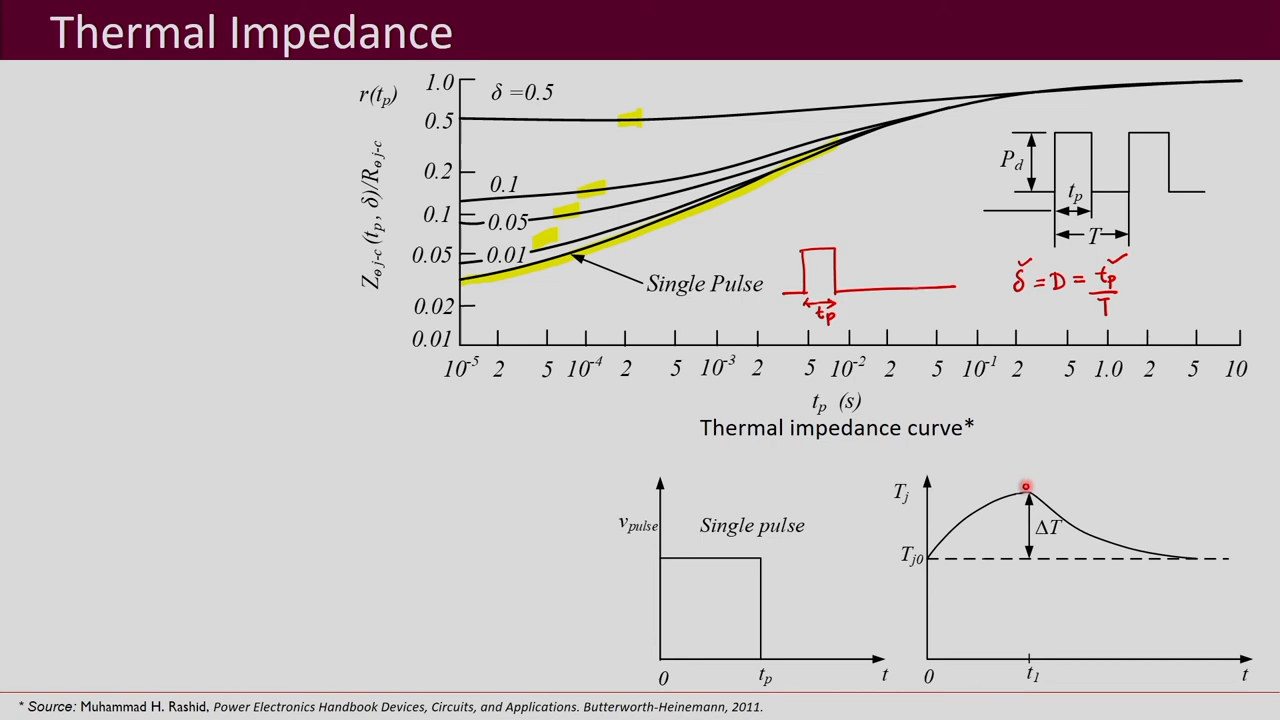 Thermal Impedance
r(tp)
Zθj-c (tp, δ)/Rθj-c
1.0
0.5
0.2
0.1
0.05
0.02
0.01
δ =0.5
0.1
0.05
0.01
Single Pulse
tp
Pd
tp
T
δ = D = tp/T
10⁻⁵ 2 5 10⁻⁴ 2 5 10⁻³ 2 5 10⁻² 2 5 10⁻¹ 2 5 1.0 2 5 10
tp (s)
Thermal impedance curve*
vpulse
Single pulse
0 tp t
Tj
Tj0
ΔT
0 t1 t
* Source: Muhammad H. Rashid, Power Electronics Handbook Devices, Circuits, and Applications. Butterworth-Heinemann, 2011.